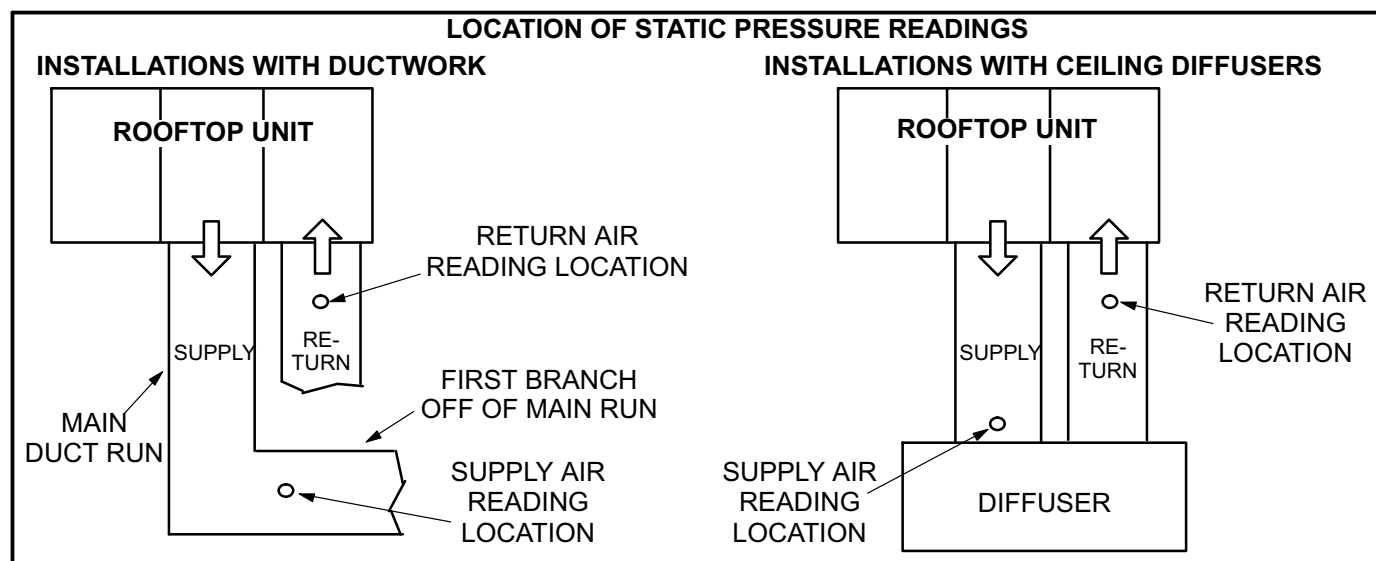 LOCATION OF STATIC PRESSURE READINGS
INSTALLATIONS WITH DUCTWORK
ROOFTOP UNIT
RETURN AIR
READING LOCATION
SUPPLY
RE-
TURN
FIRST BRANCH
OFF OF MAIN RUN
MAIN
DUCT RUN
SUPPLY AIR
READING
LOCATION
INSTALLATIONS WITH CEILING DIFFUSERS
ROOFTOP UNIT
RETURN AIR
READING
LOCATION
SUPPLY
RE-
TURN
SUPPLY AIR
READING
LOCATION
DIFFUSER